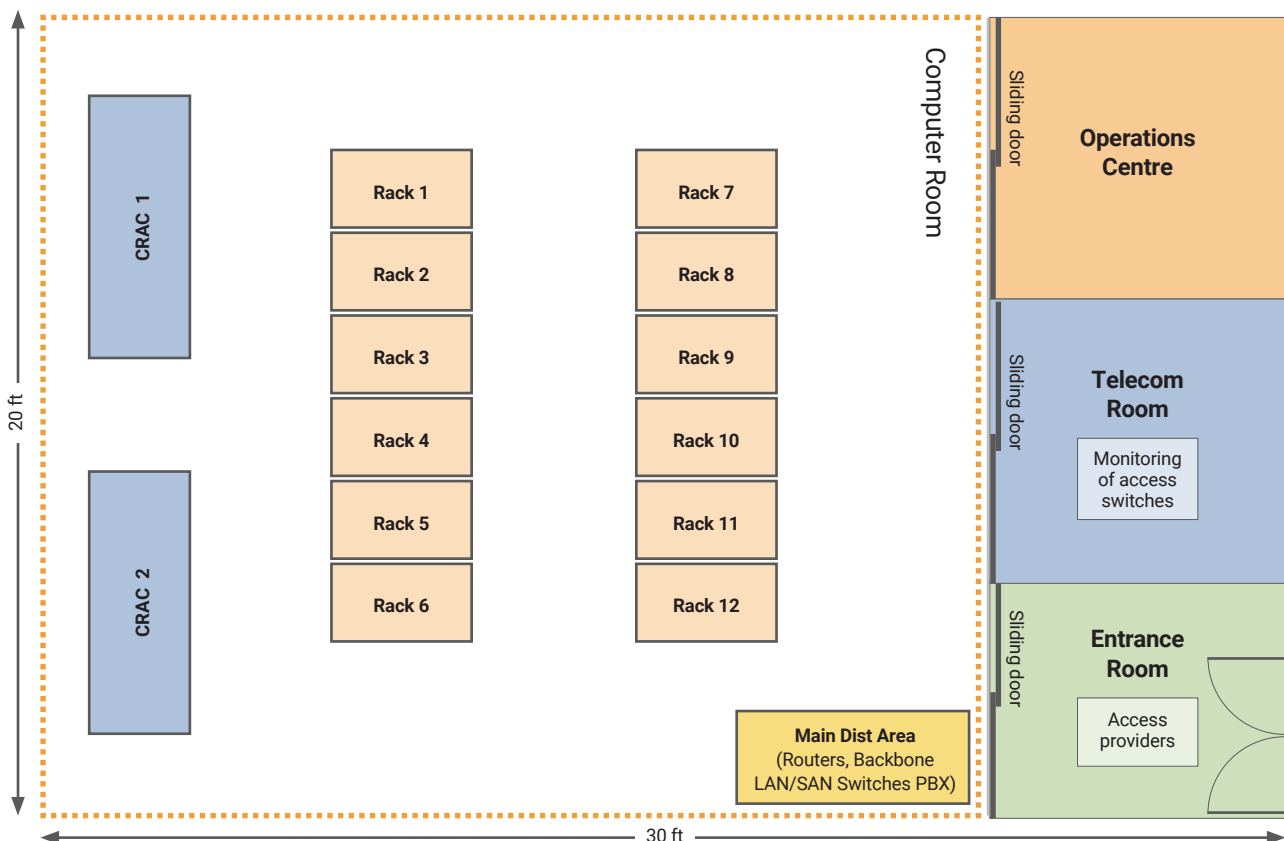 20 ft
CRAC 1
CRAC 2
Rack 1
Rack 2
Rack 3
Rack 4
Rack 5
Rack 6
Rack 7
Rack 8
Rack 9
Rack 10
Rack 11
Rack 12
Computer Room
Main Dist Area
(Routers, Backbone
LAN/SAN Switches PBX)
Sliding door
Operations
Centre
Sliding door
Telecom
Room
Monitoring
of access
switches
Sliding door
Entrance
Room
Access
providers
30 ft